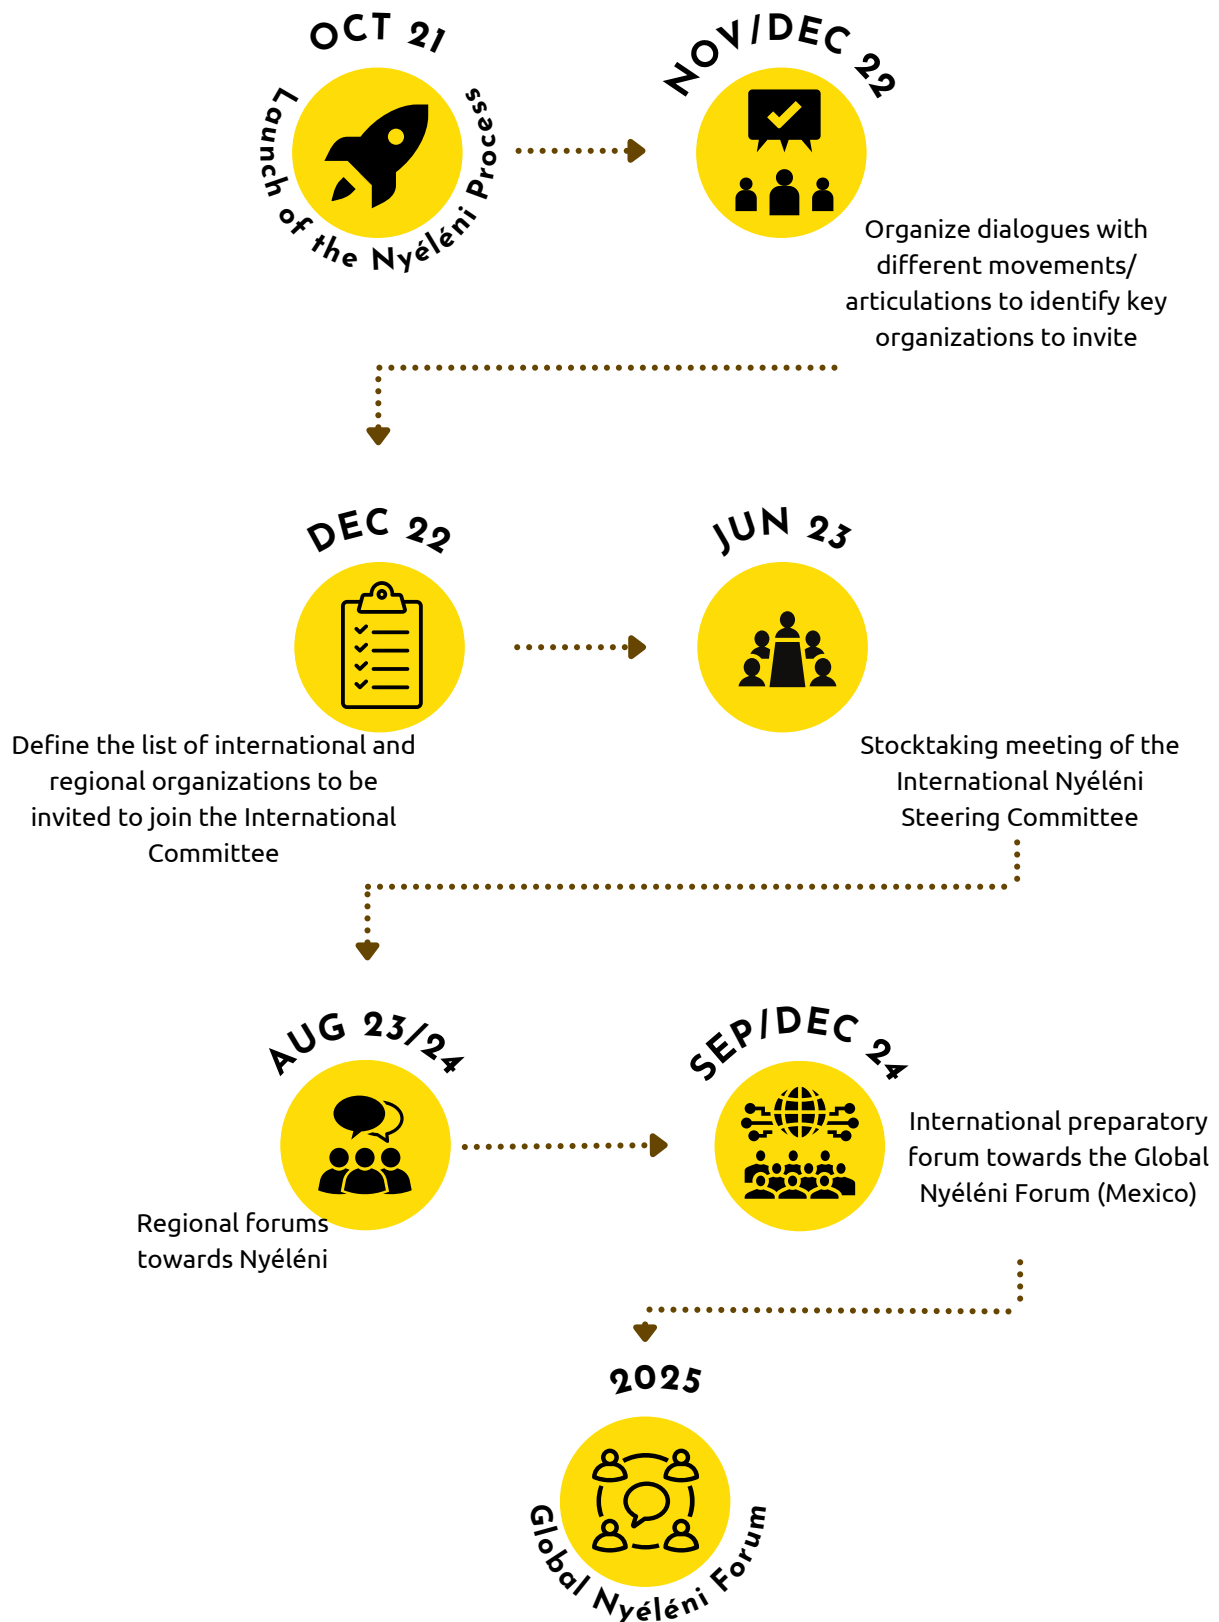 OCT 21
Launch of the Nyéléni Process
NOV/DEC 22
Organize dialogues with
different movements/
articulations to identify key
organizations to invite
DEC 22
Define the list of international and
regional organizations to be
invited to join the International
Committee
JUN 23
Stocktaking meeting of the
International Nyéléni
Steering Committee
AUG 23/24
Regional forums
towards Nyéléni
SEP/DEC 24
International preparatory
forum towards the Global
Nyéléni Forum (Mexico)
2025
Global Nyéléni Forum